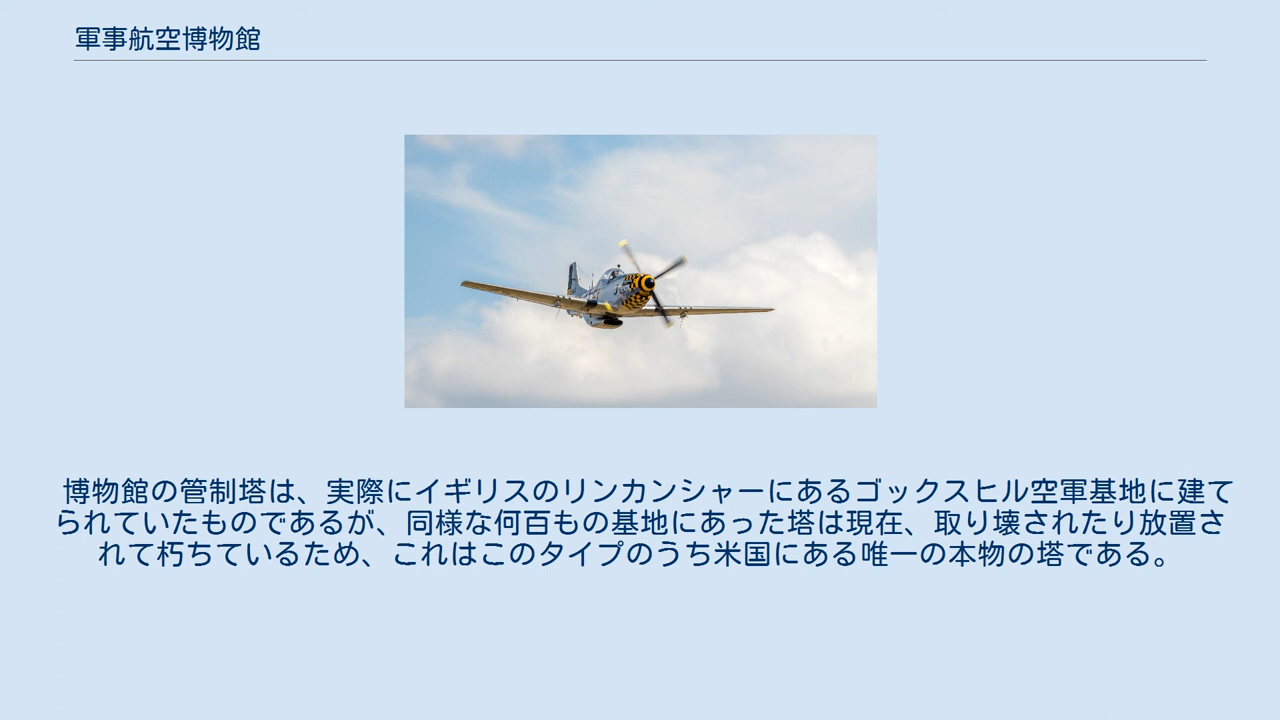 軍事航空博物館
博物館の管制塔は、実際にイギリスのリンカンシャーにあるゴックスヒル空軍基地に建て
られていたものであるが、同様な何百もの基地にあった塔は現在、取り壊されたり放置さ
れて朽ちているため、これはこのタイプのうち米国にある唯一の本物の塔である。